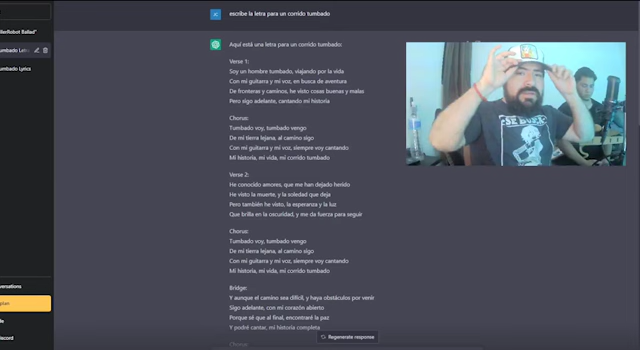 llerRobot Ballad"
umbado Lyrics
nversations
plan
iscord
escribe la letra para un corrido tumbado
Aquí está una letra para un corrido tumbado:
Verse 1:
Soy un hombre tumbado, viajando por la vida
Con mi guitarra y mi voz, en busca de aventura
De fronteras y caminos, he visto cosas buenas y malas
Pero sigo adelante, cantando mi historia
Chorus:
Tumbado voy, tumbado vengo
De mi tierra lejana, al camino sigo
Con mi guitarra y mi voz, siempre voy cantando
Mi historia, mi vida, mi corrido tumbado
Verse 2:
He conocido amores, que me han dejado herido
He visto la muerte, y la soledad que deja
Pero también he visto, la esperanza y la luz
Que brilla en la oscuridad, y me da fuerza para seguir
Chorus:
Tumbado voy, tumbado vengo
De mi tierra lejana, al camino sigo
Con mi guitarra y mi voz, siempre voy cantando
Mi historia, mi vida, mi corrido tumbado
Bridge:
Y aunque el camino sea difícil, y haya obstáculos por venir
Sigo adelante, con mi corazón abierto
Porque sé que al final, encontraré la paz
Y podré cantar, mi historia completa
Regenerate response
Chorus: